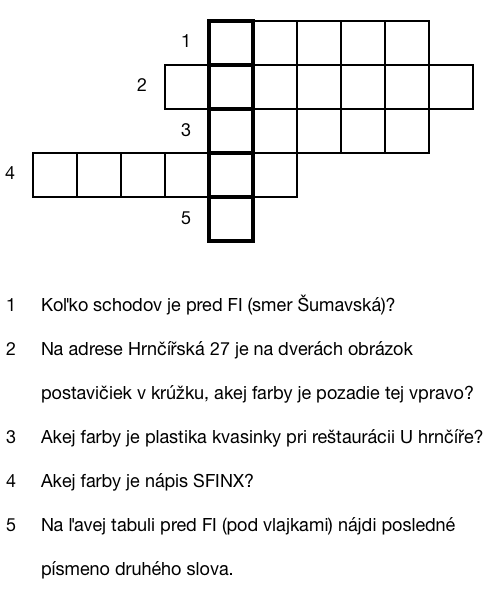 1
2
3
4
5
1 Koľko schodov je pred FI (smer Šumavská)?
2 Na adrese Hrnčířská 27 je na dverách obrázok
postavičiek v krúžku, akej farby je pozadie tej vpravo?
3 Akej farby je plastika kvasinky pri reštaurácii U hrnčíře?
4 Akej farby je nápis SFINX?
5 Na ľavej tabuli pred FI (pod vlajkami) nájdi posledné
písmeno druhého slova.